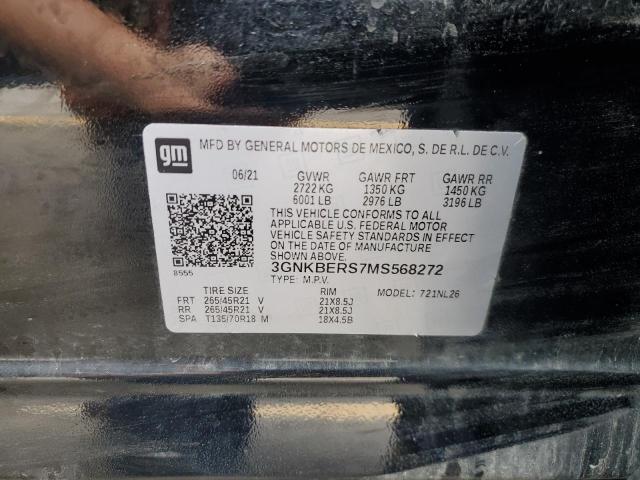 gm MFD BY GENERAL MOTORS DE MEXICO, S. DE R.L. DE C.V.
06/21 GVWR GAWR FRT GAWR RR
2722 KG 1350 KG 1450 KG
6001 LB 2976 LB 3196 LB
THIS VEHICLE CONFORMS TO ALL
APPLICABLE U.S. FEDERAL MOTOR
VEHICLE SAFETY STANDARDS IN EFFECT
ON THE DATE OF MANUFACTURE
SHOWN ABOVE.
8555 3GNKBERS7MS568272
TYPE: M.P.V.
TIRE SIZE RIM MODEL: 721NL26
FRT 265/45R21 V 21X8.5J
RR 265/45R21 V 21X8.5J
SPA T135/70R18 M 18X4.5B